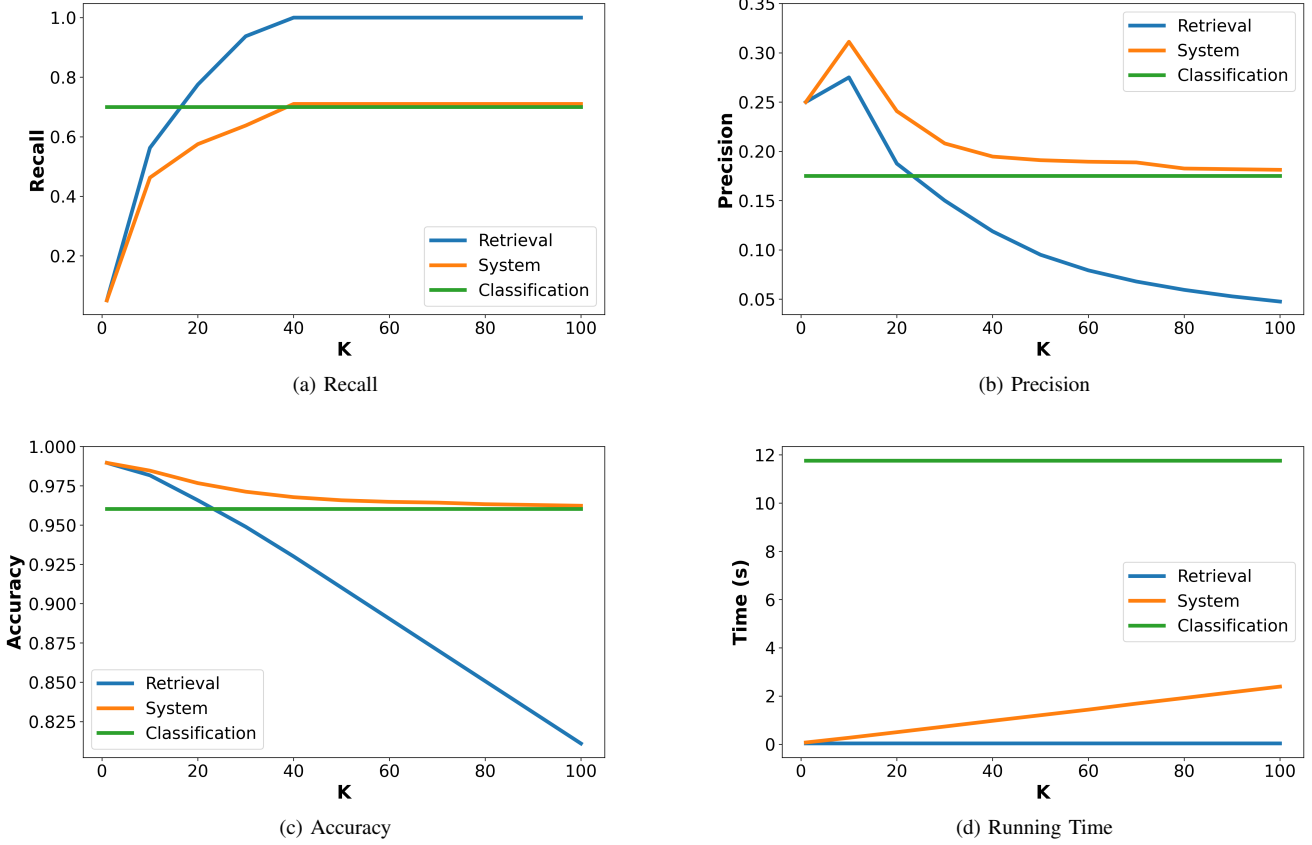 1.0
0.8
0.6
0.4
0.2
Recall
Retrieval
System
Classification
0 20 40 60 80 100
K
(a) Recall
0.35
0.30
0.25
0.20
0.15
0.10
0.05
Precision
Retrieval
System
Classification
0 20 40 60 80 100
K
(b) Precision
1.000
0.975
0.950
0.925
0.900
0.875
0.850
0.825
Accuracy
Retrieval
System
Classification
0 20 40 60 80 100
K
(c) Accuracy
12
10
8
6
4
2
0
Time (s)
Retrieval
System
Classification
0 20 40 60 80 100
K
(d) Running Time